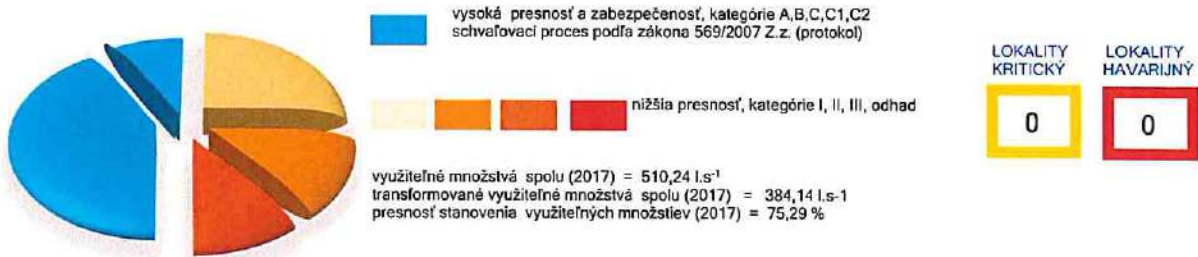 vysoká presnosť a zabezpečenosť, kategórie A,B,C,C1,C2
schvaľovací proces podľa zákona 569/2007 Z.z. (protokol)
nižšia presnosť, kategórie I, II, III, odhad
využiteľné množstvá spolu (2017) = 510,24 l.s-1
transformované využiteľné množstvá spolu (2017) = 384,14 l.s-1
presnosť stanovenia využiteľných množstiev (2017) = 75,29 %
LOKALITY
KRITICKÝ
0
LOKALITY
HAVARIJNÝ
0